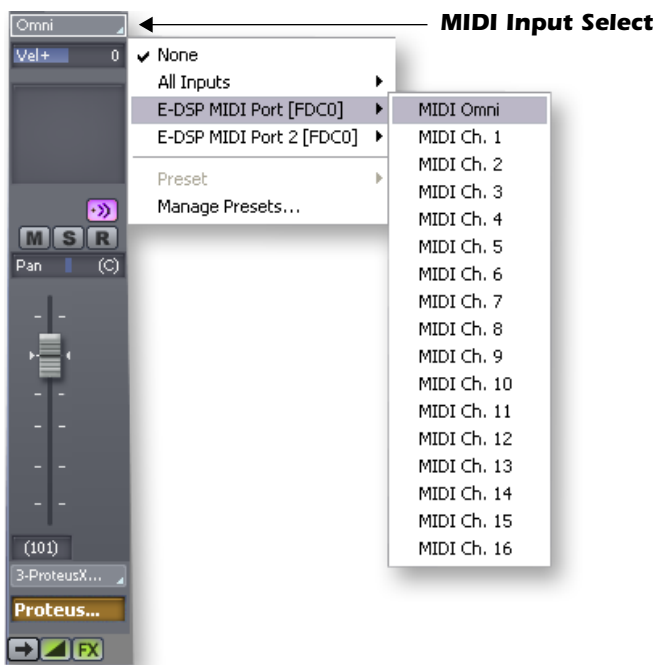 Omni
MIDI Input Select
Vel+ 0
None
All Inputs
E-DSP MIDI Port [FDC0]
E-DSP MIDI Port 2 [FDC0]
Preset
Manage Presets...
MIDI Omni
MIDI Ch. 1
MIDI Ch. 2
MIDI Ch. 3
MIDI Ch. 4
MIDI Ch. 5
MIDI Ch. 6
MIDI Ch. 7
MIDI Ch. 8
MIDI Ch. 9
MIDI Ch. 10
MIDI Ch. 11
MIDI Ch. 12
MIDI Ch. 13
MIDI Ch. 14
MIDI Ch. 15
MIDI Ch. 16
M S R
Pan (C)
(101)
3-ProteusX...
Proteus...
FX